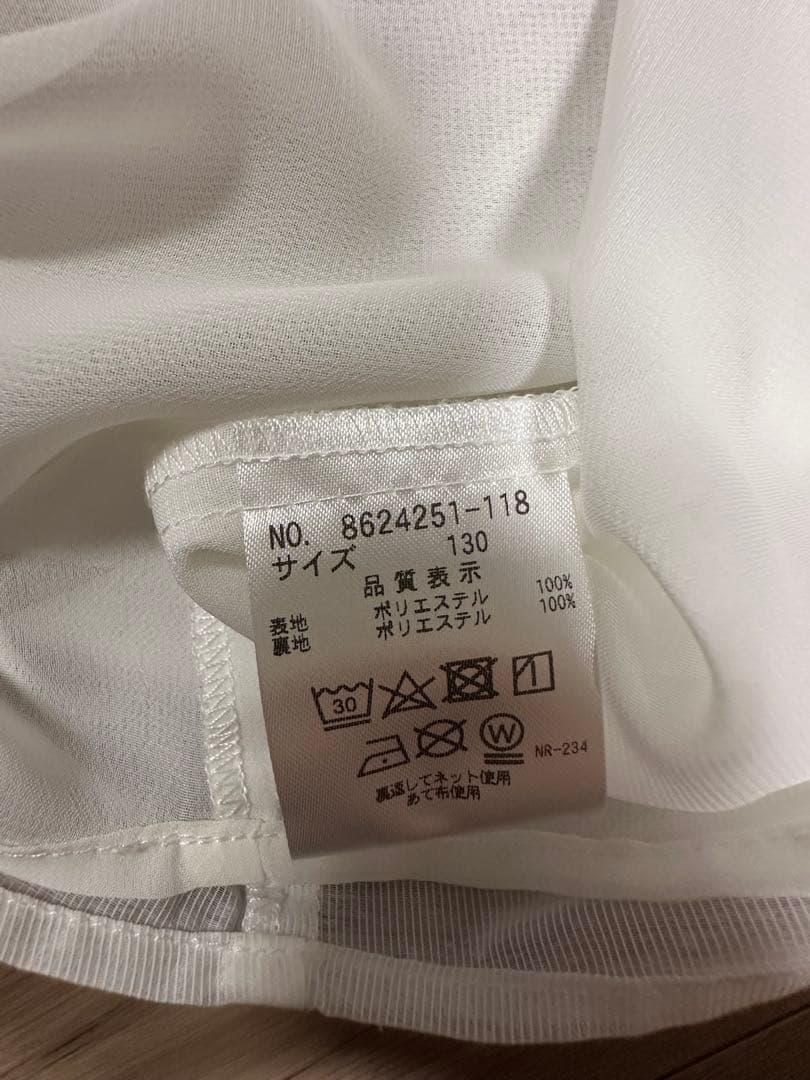 NO. 8624251-118
サイズ 130
品質表示
表地 ポリエステル 100%
裏地 ポリエステル 100%
30
W
NR-234
裏返してネット使用
あて布使用